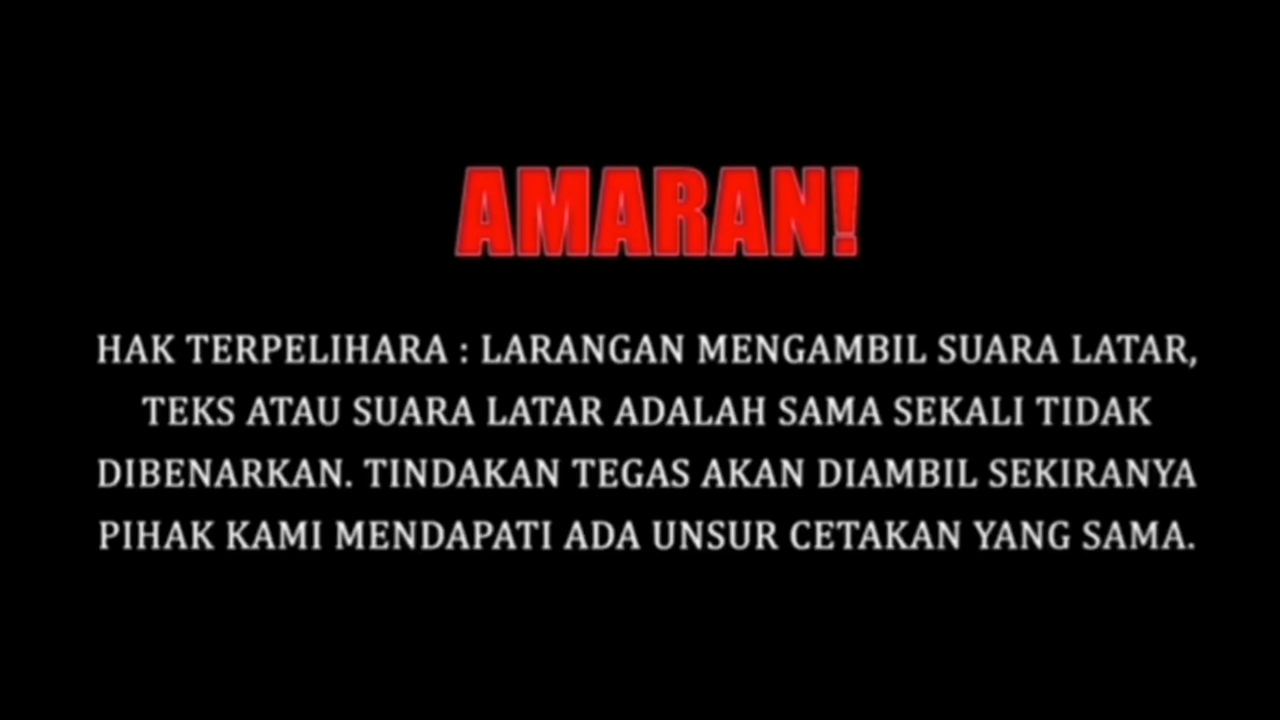 AMARAN!
HAK TERPELIHARA : LARANGAN MENGAMBIL SUARA LATAR,
TEKS ATAU SUARA LATAR ADALAH SAMA SEKALI TIDAK
DIBENARKAN. TINDAKAN TEGAS AKAN DIAMBIL SEKIRANYA
PIHAK KAMI MENDAPATI ADA UNSUR CETAKAN YANG SAMA.